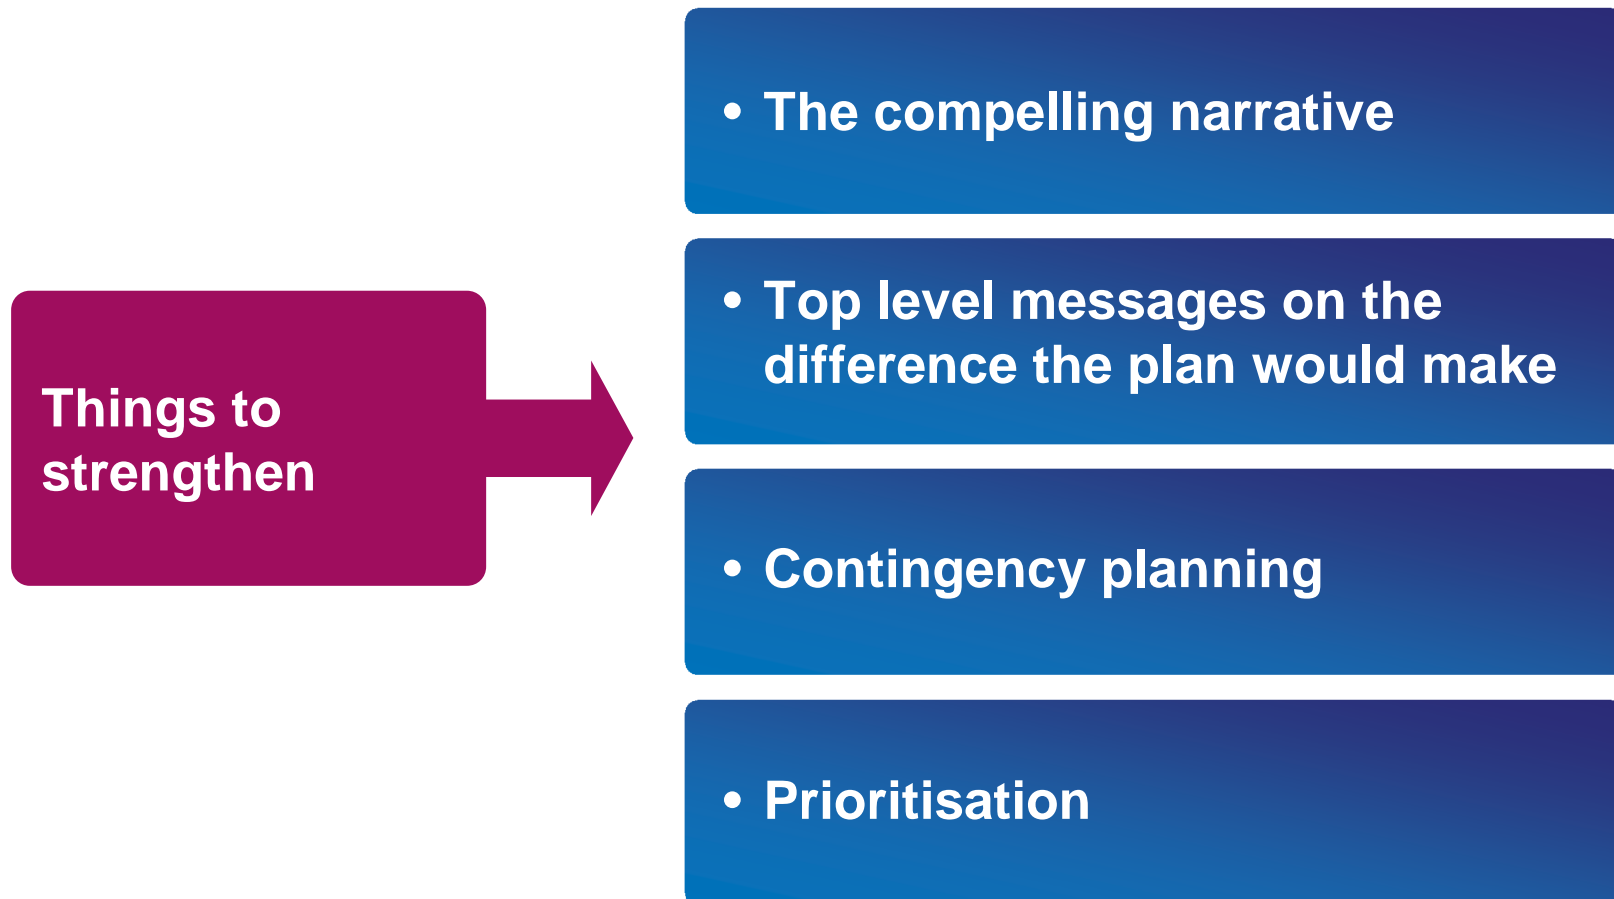 Things to
strengthen
• The compelling narrative
• Top level messages on the
difference the plan would make
• Contingency planning
• Prioritisation